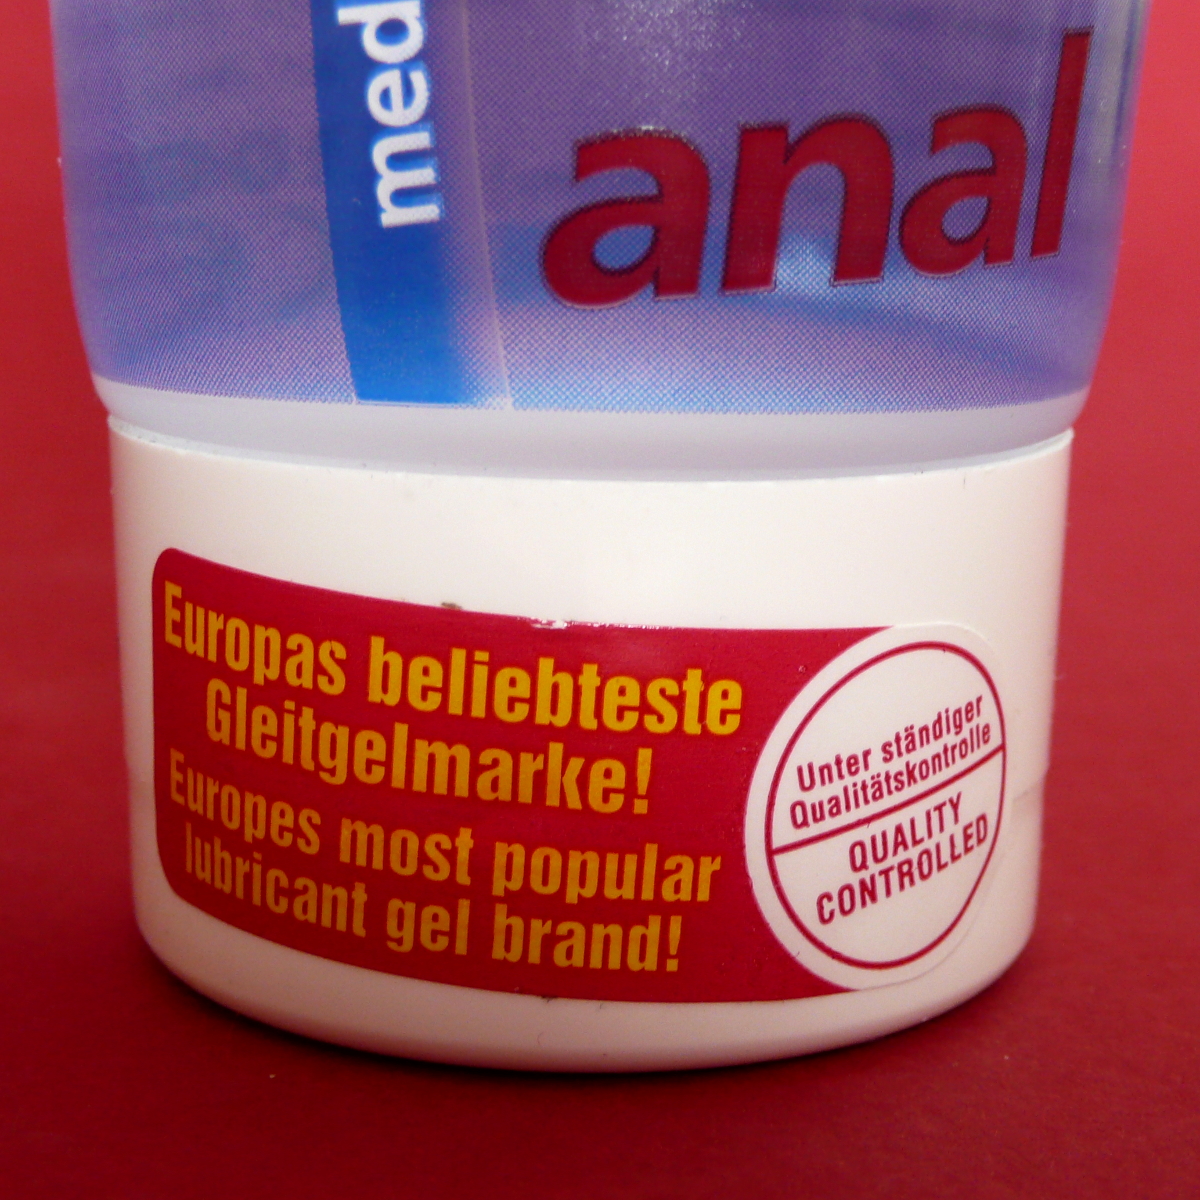 med
anal
Europas beliebteste
Gleitgelmarke!
Europes most popular
lubricant gel brand!
Unter ständiger
Qualitätskontrolle
QUALITY
CONTROLLED